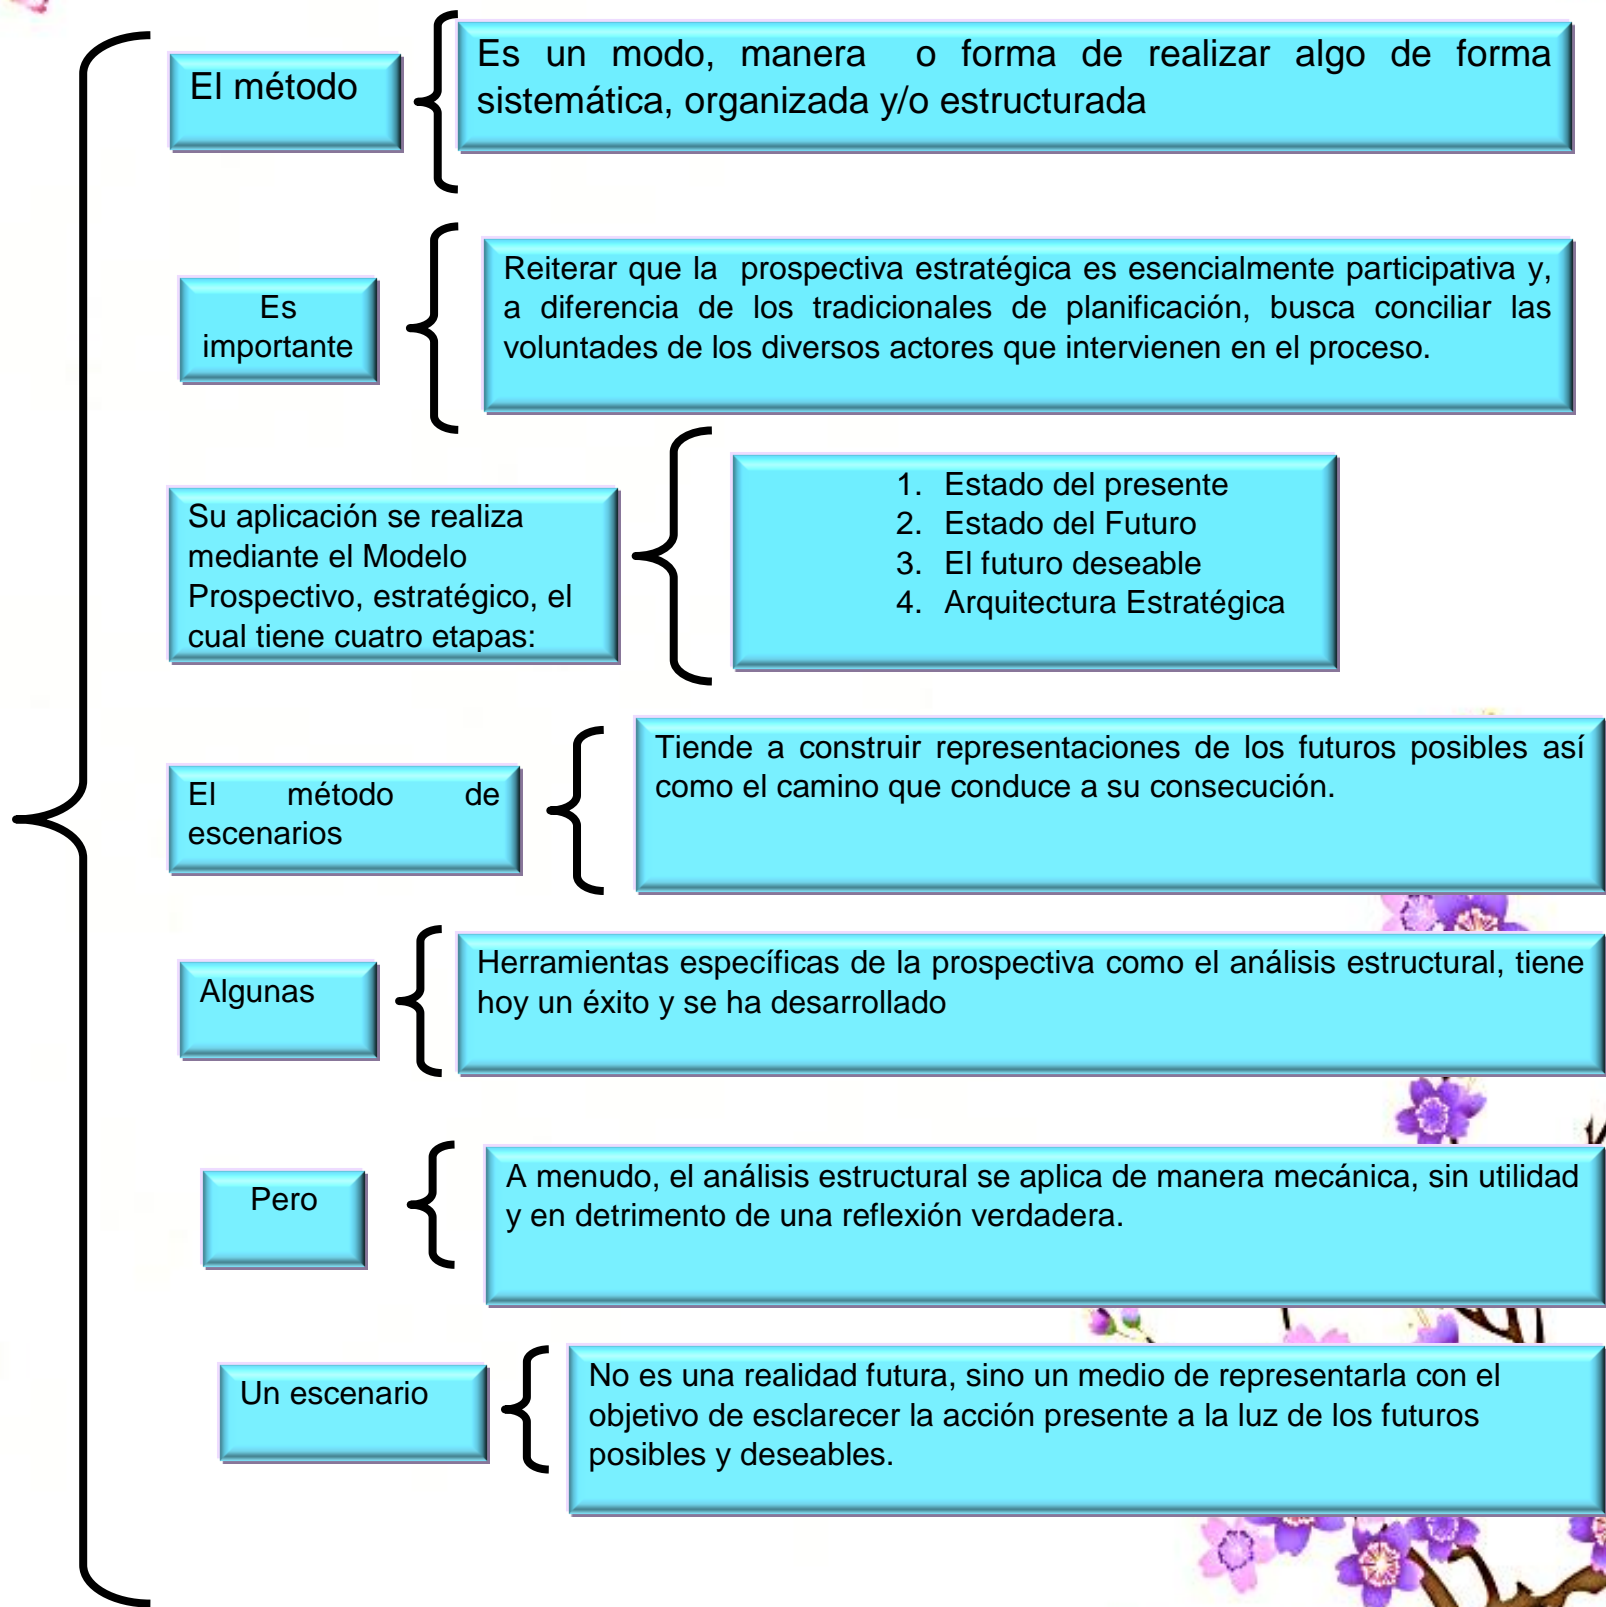 El método
Es un modo, manera o forma de realizar algo de forma
sistemática, organizada y/o estructurada
Es
importante
Reiterar que la prospectiva estratégica es esencialmente participativa y,
a diferencia de los tradicionales de planificación, busca conciliar las
voluntades de los diversos actores que intervienen en el proceso.
Su aplicación se realiza
mediante el Modelo
Prospectivo, estratégico, el
cual tiene cuatro etapas:
1. Estado del presente
2. Estado del Futuro
3. El futuro deseable
4. Arquitectura Estratégica
El método de
escenarios
Tiende a construir representaciones de los futuros posibles así
como el camino que conduce a su consecución.
Algunas
Herramientas específicas de la prospectiva como el análisis estructural, tiene
hoy un éxito y se ha desarrollado
Pero
A menudo, el análisis estructural se aplica de manera mecánica, sin utilidad
y en detrimento de una reflexión verdadera.
Un escenario
No es una realidad futura, sino un medio de representarla con el
objetivo de esclarecer la acción presente a la luz de los futuros
posibles y deseables.